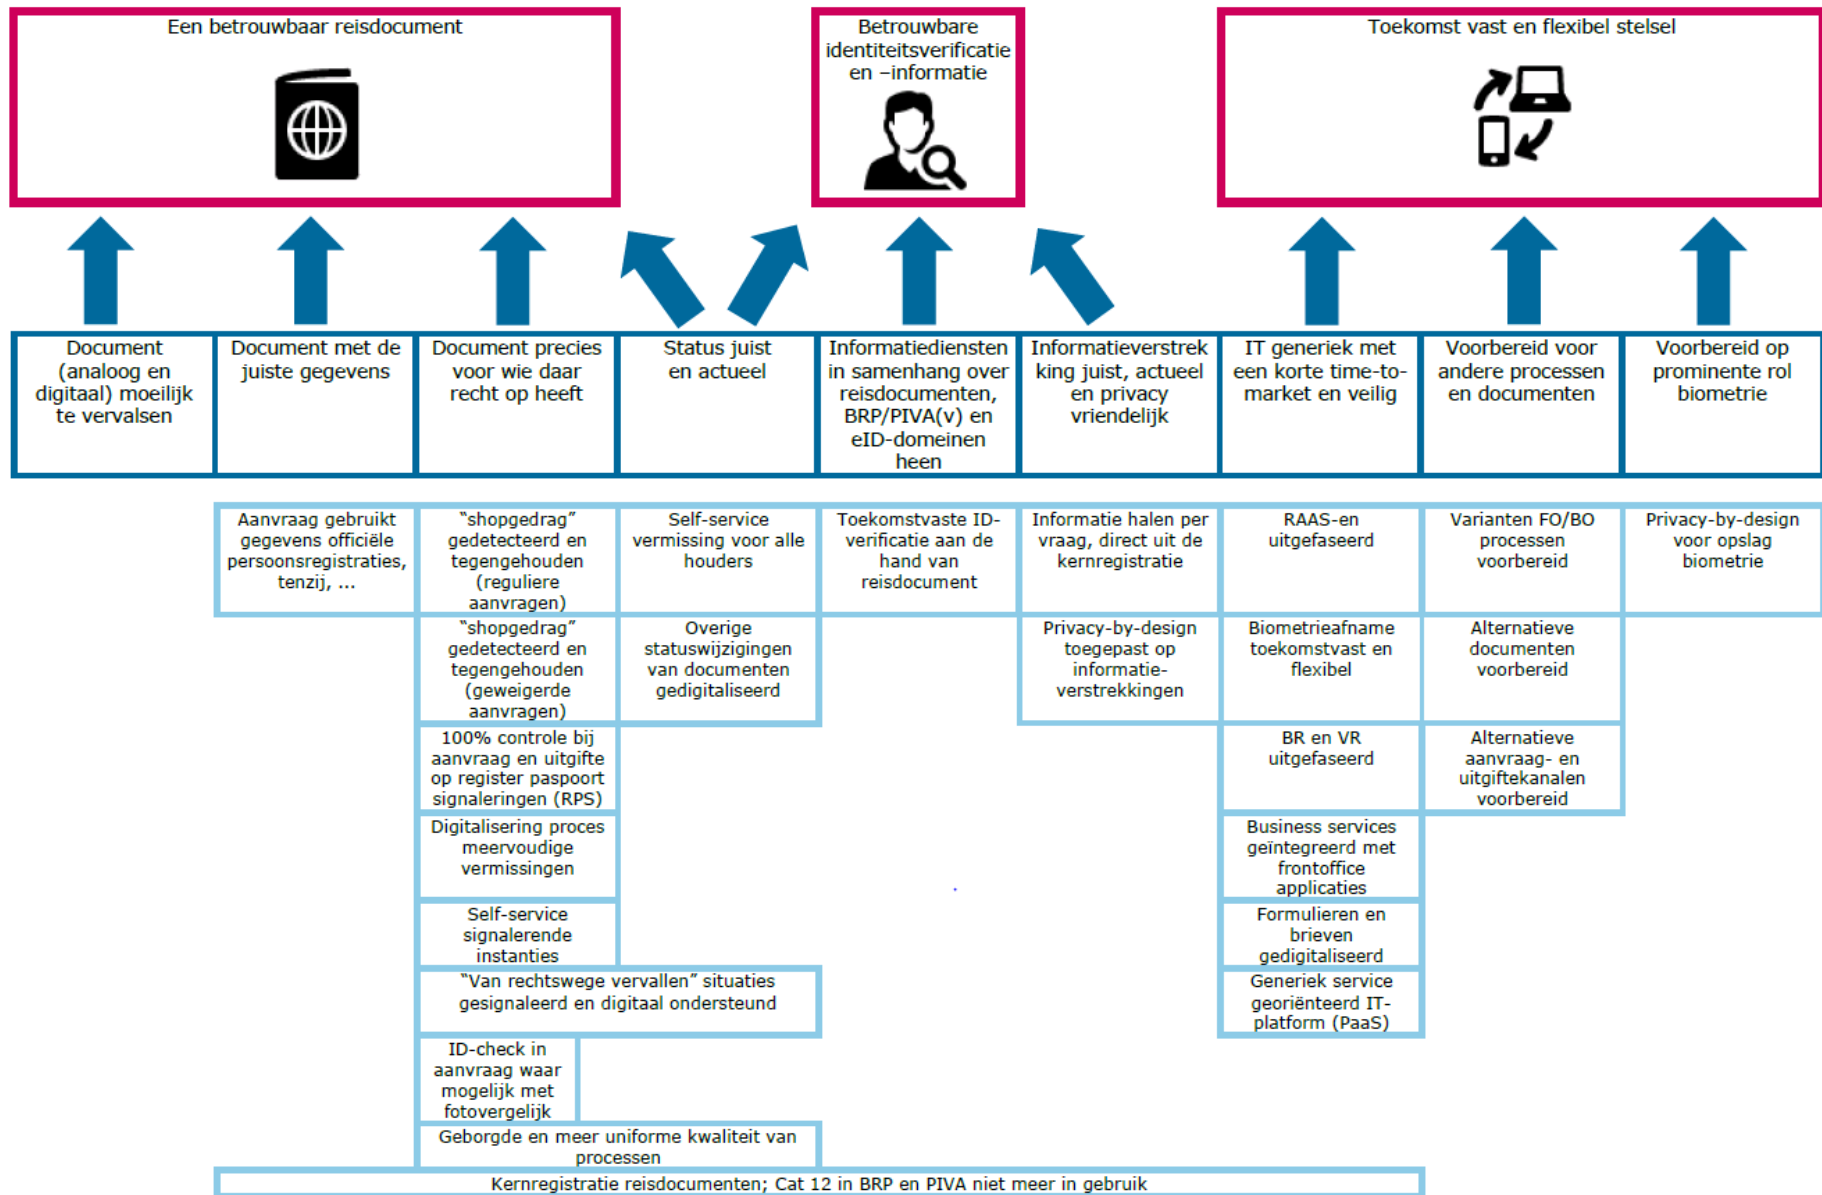 Een betrouwbaar reisdocument
Betrouwbare
identiteitsverificatie
en –informatie
Toekomst vast en flexibel stelsel
Document
(analoog en
digitaal) moeilijk
te vervalsen
Document met de
juiste gegevens
Document precies
voor wie daar
recht op heeft
Status juist
en actueel
Informatiediensten
in samenhang over
reisdocumenten,
BRP/PIVA(v) en
eID-domeinen
heen
Informatieverstrek
king juist, actueel
en privacy
vriendelijk
IT generiek met
een korte time-to-
market en veilig
Voorbereid voor
andere processen
en documenten
Voorbereid op
prominente rol
biometrie
Aanvraag gebruikt
gegevens officiële
persoonsregistraties,
tenzij, ...
“shopgedrag”
gedetecteerd en
tegengehouden
(reguliere
aanvragen)
Self-service
vermissing voor alle
houders
Toekomstvaste ID-
verificatie aan de
hand van
reisdocument
Informatie halen per
vraag, direct uit de
kernregistratie
RAAS-en
uitgefaseerd
Varianten FO/BO
processen
voorbereid
Privacy-by-design
voor opslag
biometrie
“shopgedrag”
gedetecteerd en
tegengehouden
(geweigerde
aanvragen)
Overige
statuswijzigingen
van documenten
gedigitaliseerd
Privacy-by-design
toegepast op
informatie-
verstrekkingen
Biometrieafname
toekomstvast en
flexibel
Alternatieve
documenten
voorbereid
100% controle bij
aanvraag en uitgifte
op register paspoort
signaleringen (RPS)
BR en VR
uitgefaseerd
Alternatieve
aanvraag- en
uitgiftekanalen
voorbereid
Digitalisering proces
meervoudige
vermissingen
Business services
geïntegreerd met
frontoffice
applicaties
Self-service
signalerende
instanties
Formulieren en
brieven
gedigitaliseerd
“Van rechtswege vervallen” situaties
gesignaleerd en digitaal ondersteund
Generiek service
georiënteerd IT-
platform (PaaS)
ID-check in
aanvraag waar
mogelijk met
fotovergelijk
Geborgde en meer uniforme kwaliteit van
processen
Kernregistratie reisdocumenten; Cat 12 in BRP en PIVA niet meer in gebruik